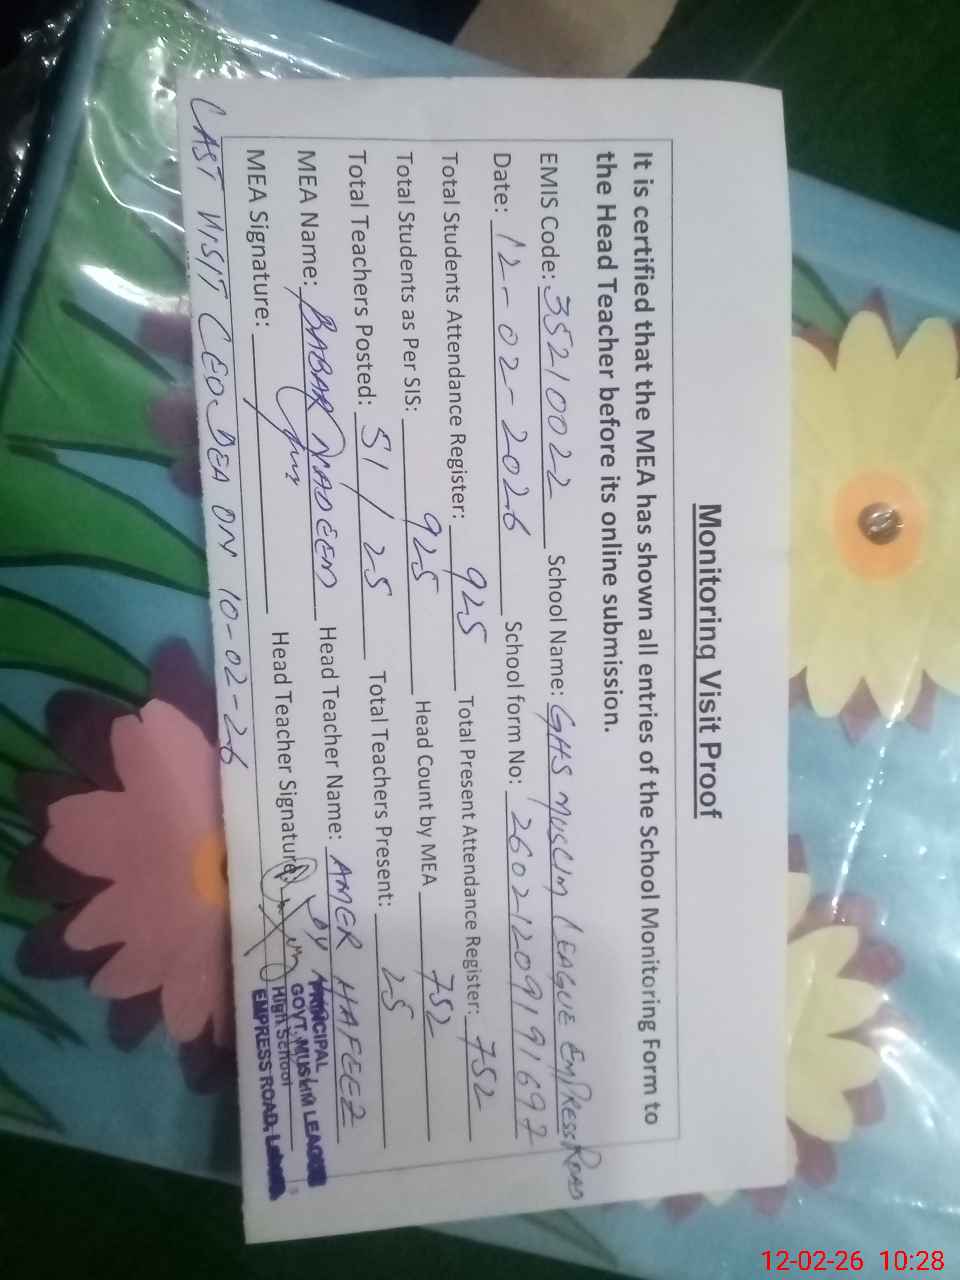 Monitoring Visit Proof
It is certified that the MEA has shown all entries of the School Monitoring Form to
the Head Teacher before its online submission.
EMIS Code: 35210022 School Name: GHS MUSLIM LEAGUE EMPRESS ROAD
Date: 12-02-2026 School form No: 26021209191697
Total Students Attendance Register: 925 Total Present Attendance Register: 752
Total Students as Per SIS: 925 Head Count by MEA 752
Total Teachers Posted: 51/25 Total Teachers Present: 25
MEA Name: BABAR NADEEM Head Teacher Name: AMER HAFEEZ
MEA Signature: Head Teacher Signature:
PRINCIPAL
GOVT. MUSLIM LEAGUE
High School
EMPRESS ROAD,
LAST VISIT CEO DEA ON 10-02-26
12-02-26 10:28